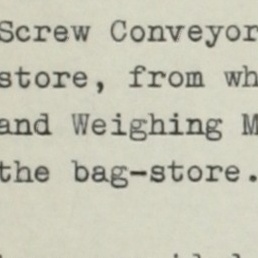 Screw Conveyor
store, from wh
and Weighing M
the bag-store.